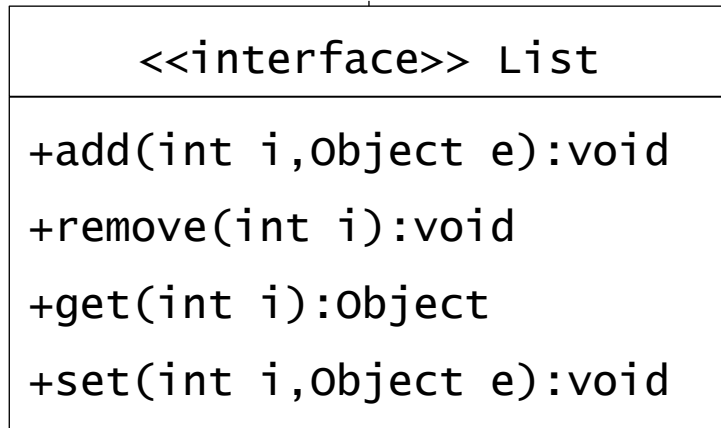 <<interface>> List
+add(int i,Object e):void
+remove(int i):void
+get(int i):Object
+set(int i,Object e):void